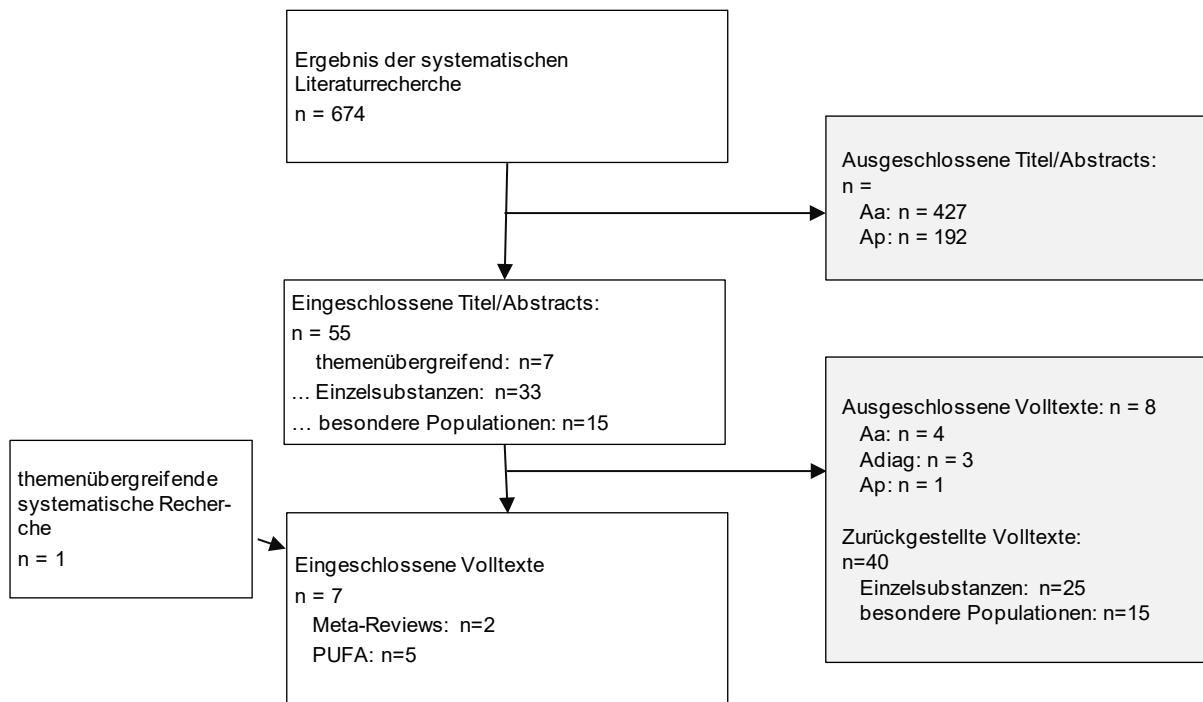 Ergebnis der systematischen
Literaturrecherche
n = 674
Ausgeschlossene Titel/Abstracts:
n =
Aa: n = 427
Ap: n = 192
Eingeschlossene Titel/Abstracts:
n = 55
themenübergreifend: n=7
… Einzelsubstanzen: n=33
… besondere Populationen: n=15
Ausgeschlossene Volltexte: n = 8
Aa: n = 4
Adiag: n = 3
Ap: n = 1
Zurückgestellte Volltexte:
n=40
Einzelsubstanzen: n=25
besondere Populationen: n=15
themenübergreifende
systematische Recher-
che
n = 1
Eingeschlossene Volltexte
n = 7
Meta-Reviews: n=2
PUFA: n=5